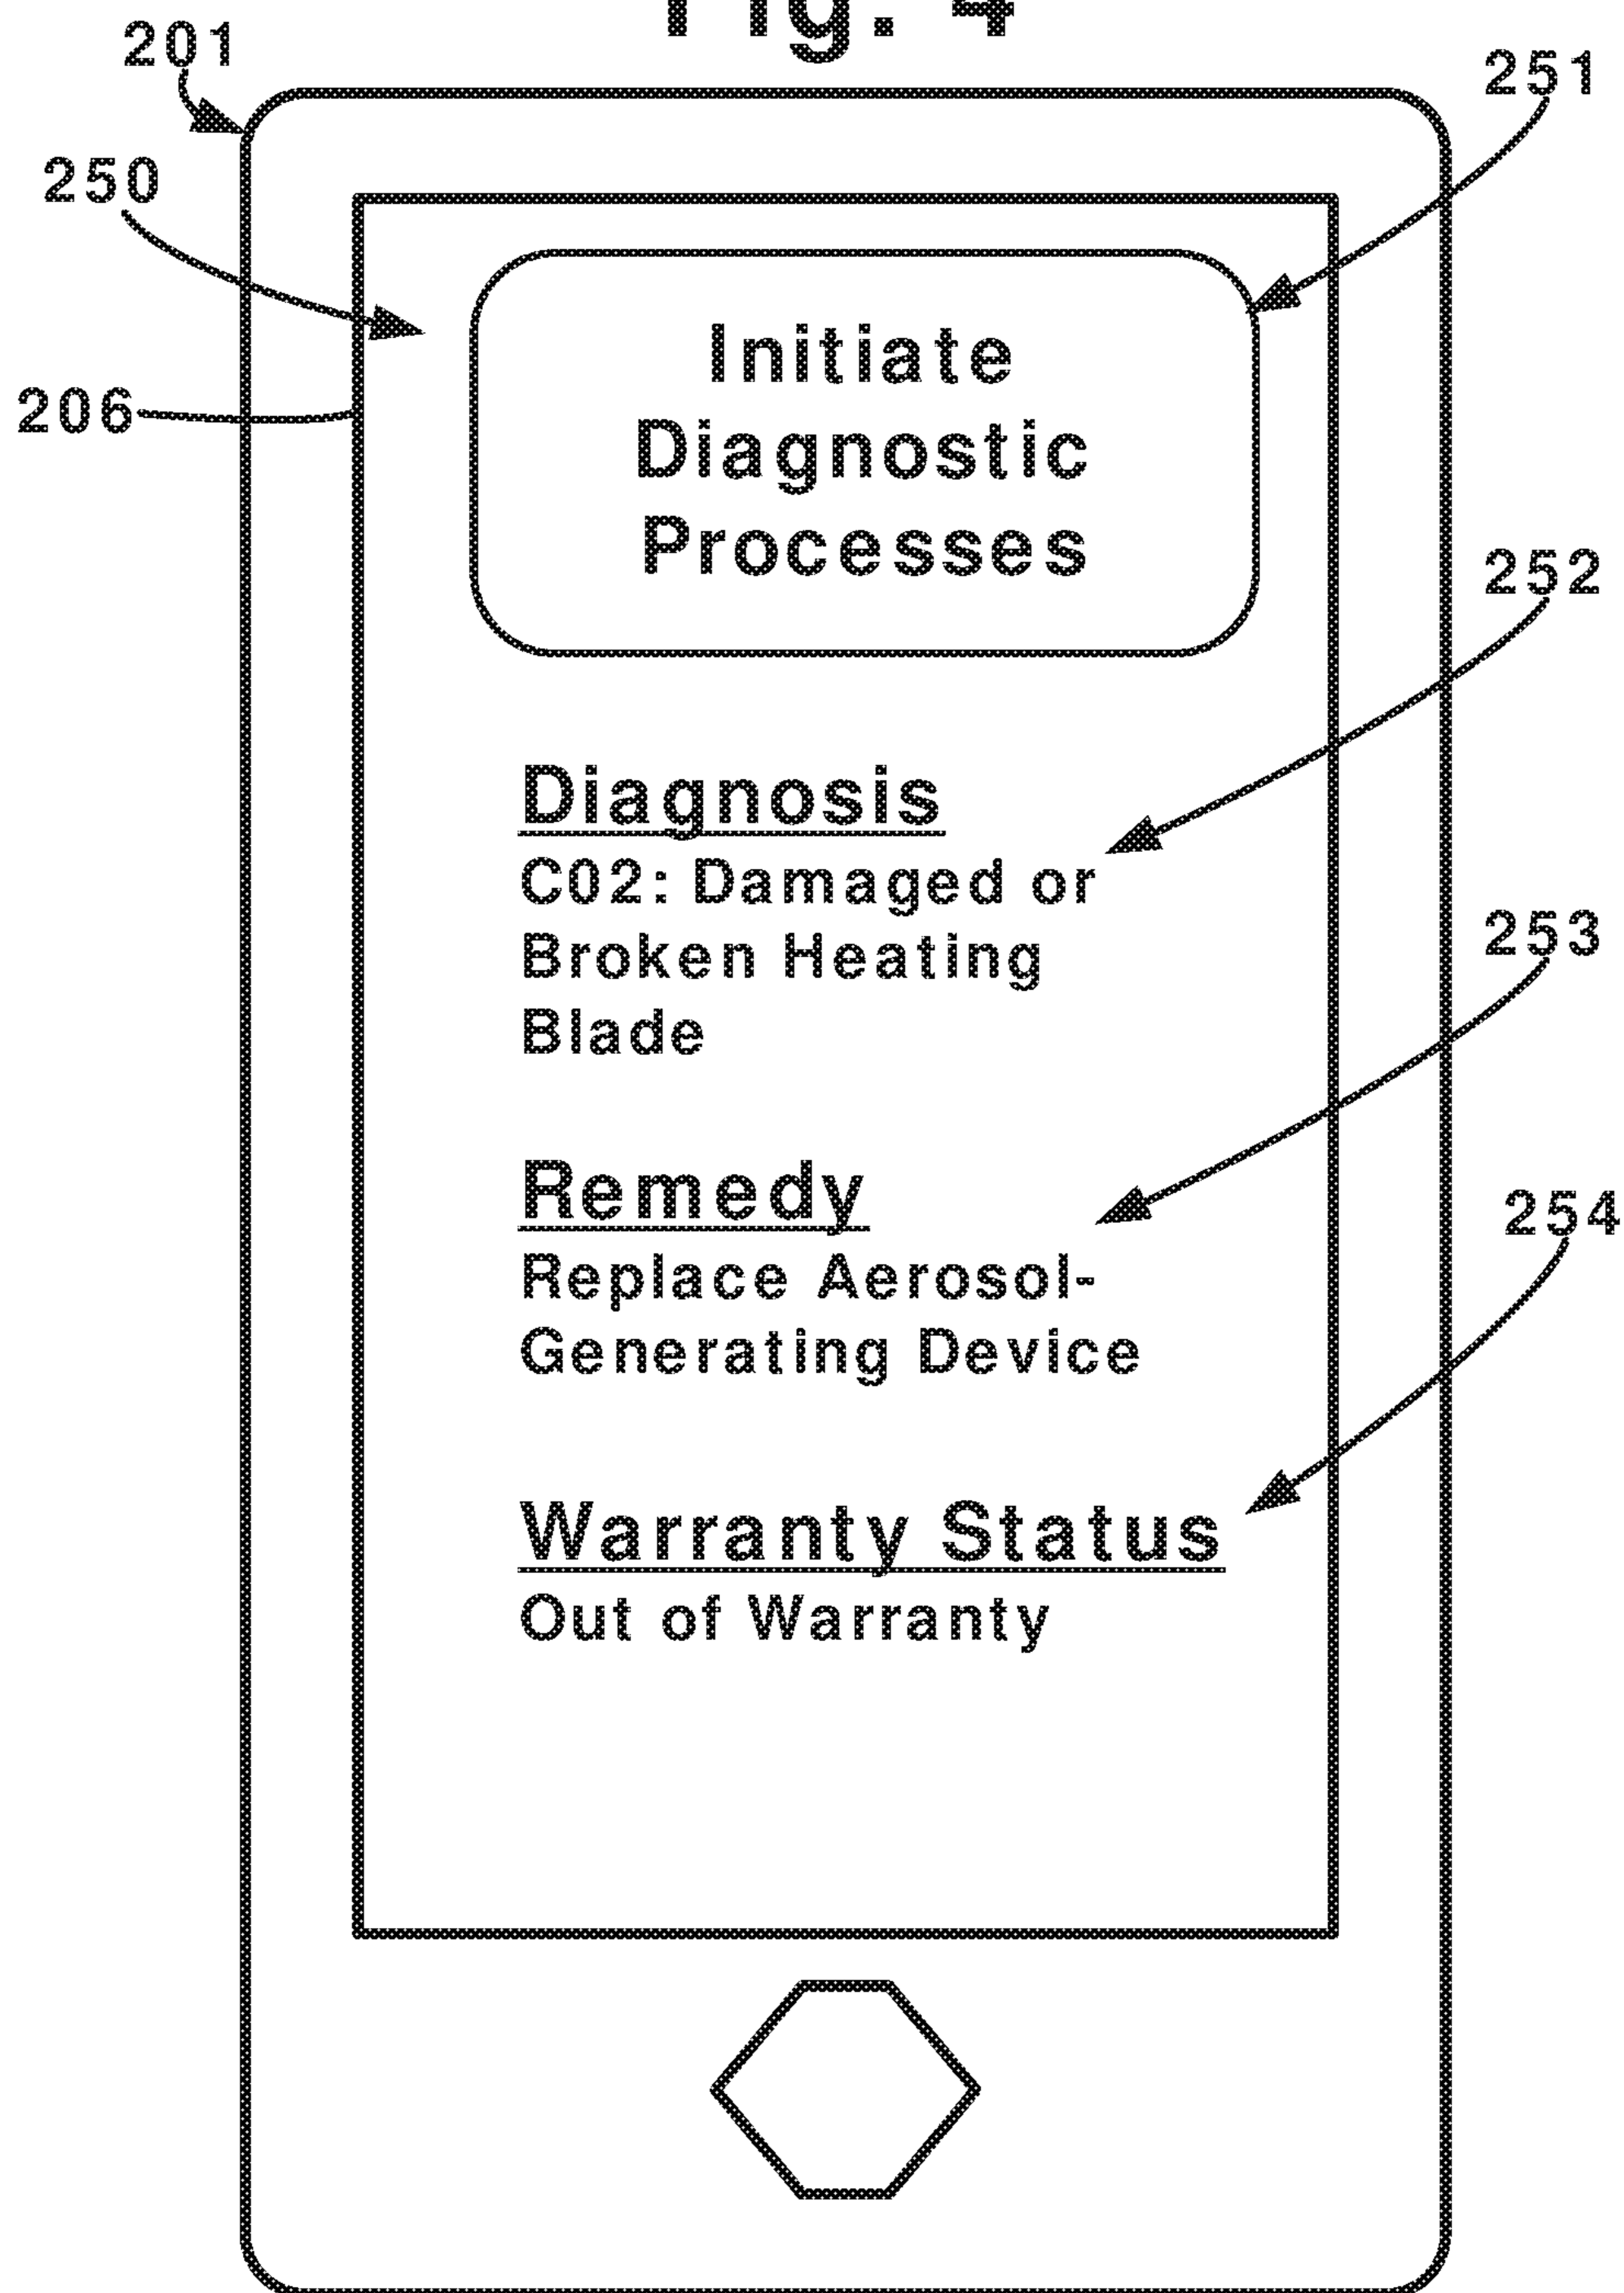 Fig. 4
201
251
250
Initiate
206
Diagnostic
Processes
252
Diagnosis
C02: Damaged or
Broken Heating
Blade
253
Remedy
Replace Aerosol-
Generating Device
254
Warranty Status
Out of Warranty